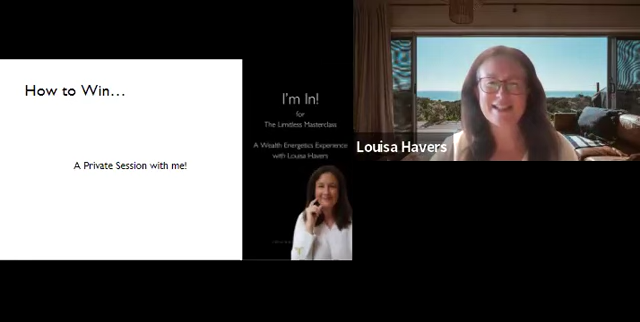 How to Win...
A Private Session with me!
I'm In!
for
The Limitless Masterclass
A Wealth Energetics Experience
with Louisa Havers
Louisa Havers